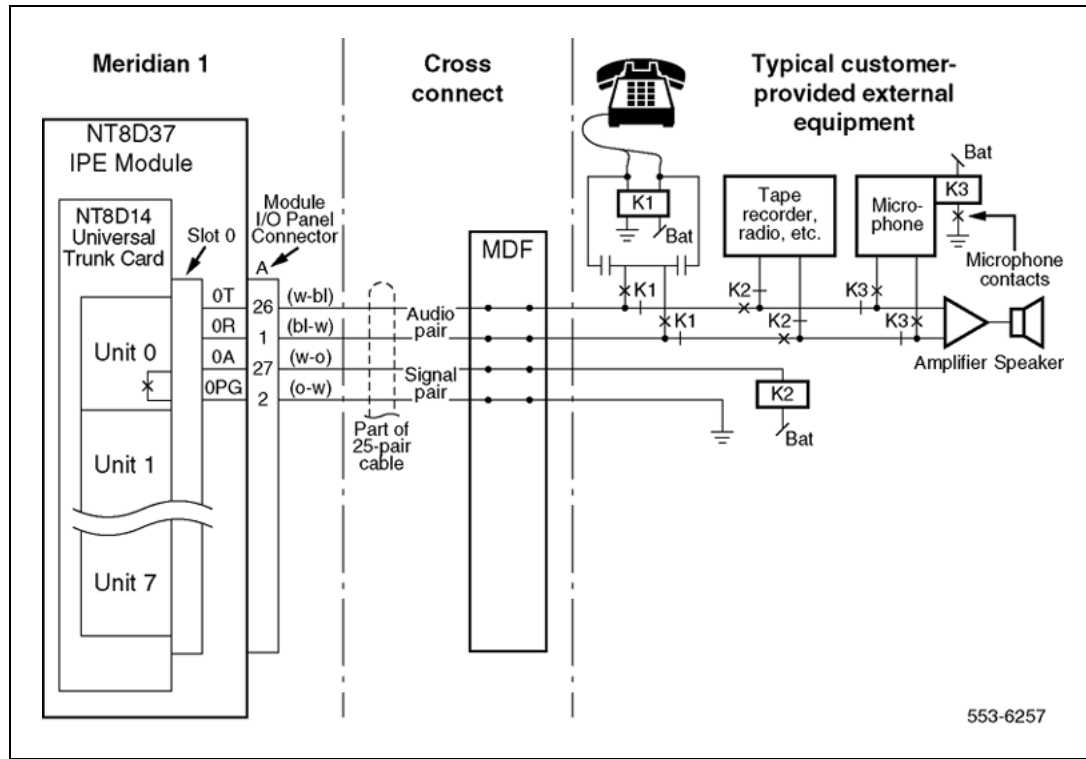 Meridian 1
Cross
connect
Typical customer-
provided external
equipment
NT8D37
IPE Module
NT8D14
Universal
Trunk Card
Slot 0
Module
I/O Panel
Connector
A
MDF
K1
Bat
Tape
recorder,
radio, etc.
Micro-
phone
K3
Bat
Microphone
contacts
0T
26
(w-bl)
Audio
pair
K1
K2
K3
0R
1
(bl-w)
K1
K2
K3
0A
27
(w-o)
Signal
pair
0PG
2
(o-w)
Amplifier
Speaker
K2
Bat
Part of
25-pair
cable
Unit 0
Unit 1
Unit 7
553-6257